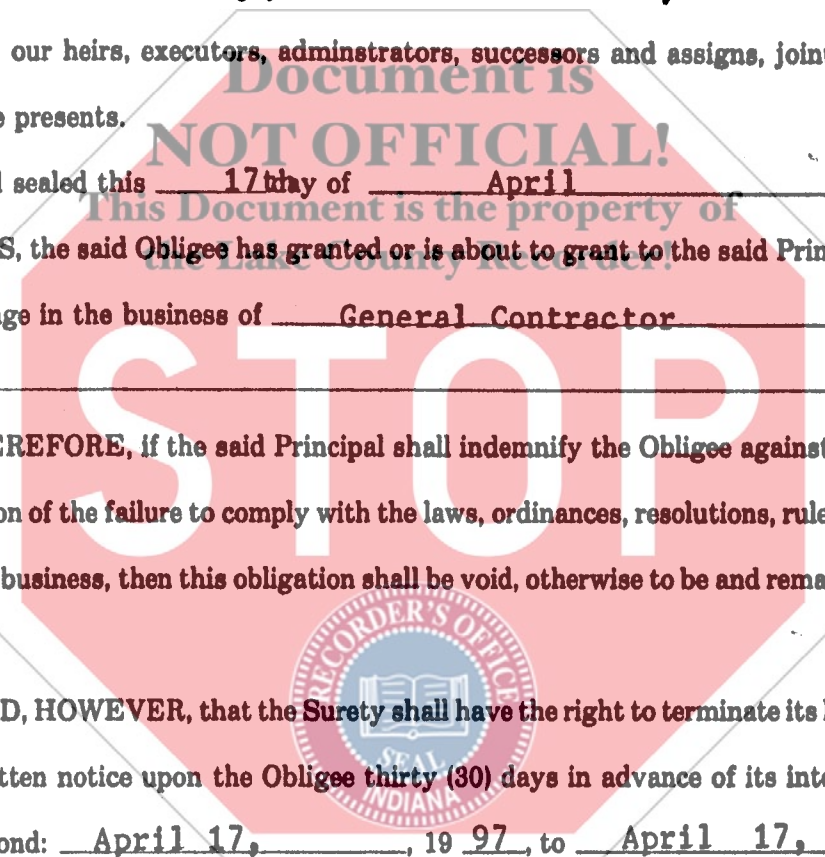 our heirs, executors, adminstrators, successors and assigns, joint
Document is
presents.
NOT OFFICIAL!
sealed this 17th day of April
This Document is the property of
S, the said Obligee has granted or is about to grant to the said Prin
the Lake County Recorder!
ge in the business of General Contractor
STOP
EREFORE, if the said Principal shall indemnify the Obligee against
on of the failure to comply with the laws, ordinances, resolutions, rule
business, then this obligation shall be void, otherwise to be and rema
RECORDER'S OFFICE
D, HOWEVER, that the Surety shall have the right to terminate its
SEAL
tten notice upon the Obligee thirty (30) days in advance of its inte
INDIANA
ond: April 17, , 19 97 , to April 17,